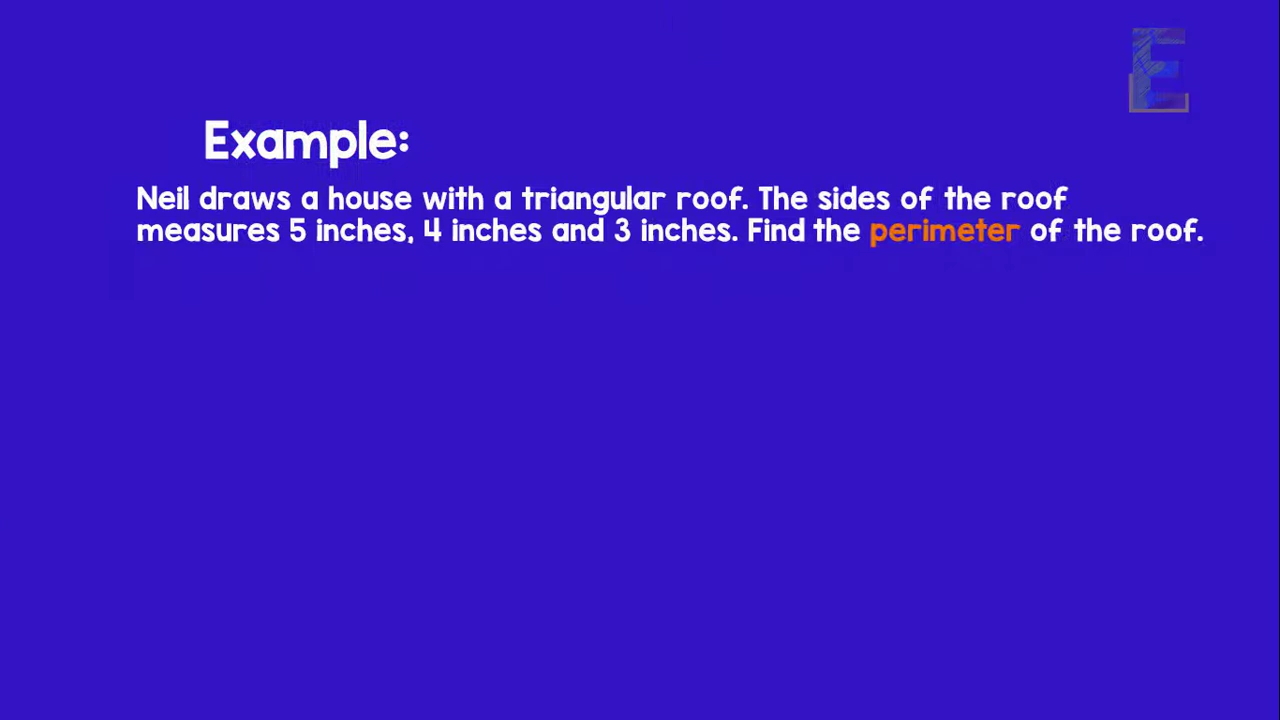 E
Example:
Neil draws a house with a triangular roof. The sides of the roof
measures 5 inches, 4 inches and 3 inches. Find the perimeter of the roof.